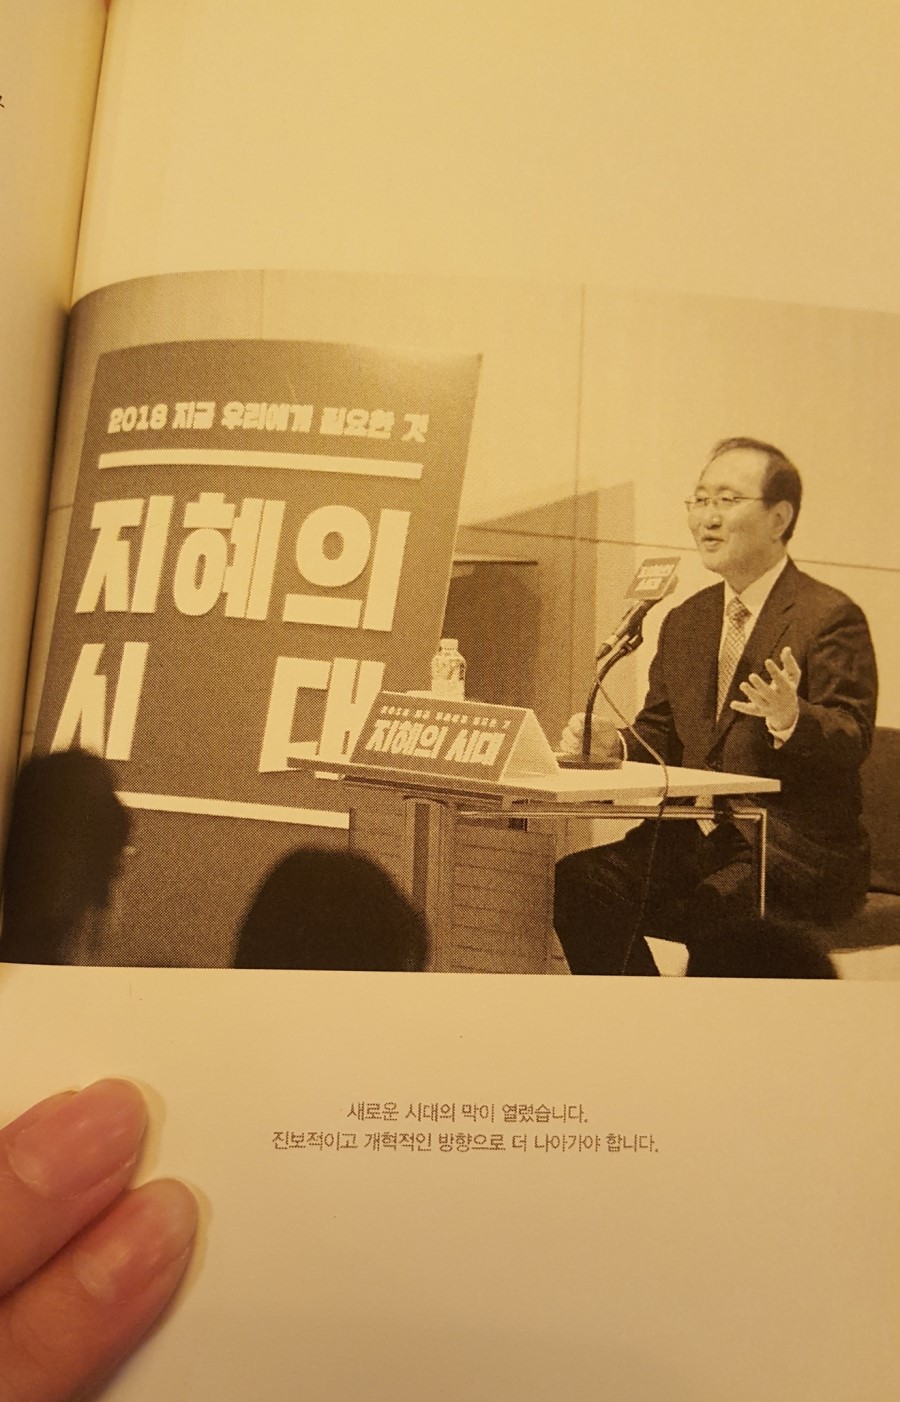 2018 지금 우리에게 필요한 것
지혜의
시 대
지혜의 시대
새로운 시대의 막이 열렸습니다.
진보적이고 개혁적인 방향으로 더 나아가야 합니다.